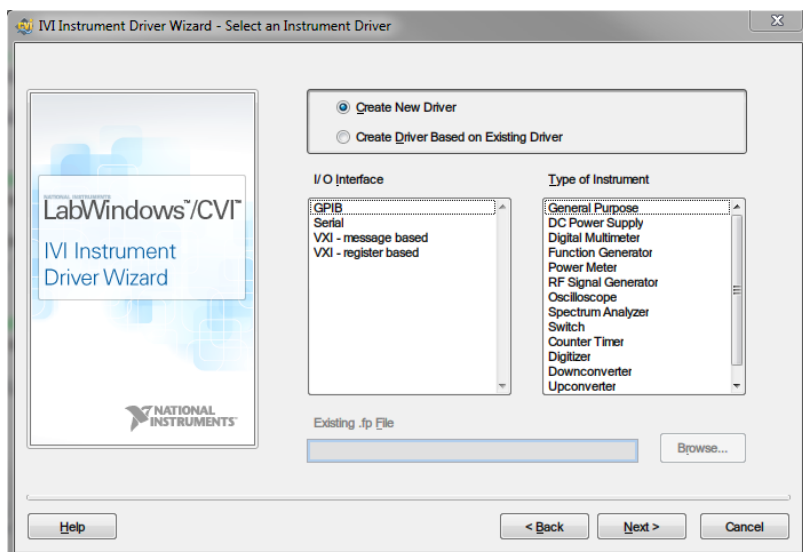 IVI Instrument Driver Wizard - Select an Instrument Driver
X
Create New Driver
Create Driver Based on Existing Driver
NATIONAL INSTRUMENTS
LabWindows™/CVI™
IVI Instrument
Driver Wizard
NATIONAL
INSTRUMENTS™
I/O Interface
GPIB
Serial
VXI - message based
VXI - register based
Type of Instrument
General Purpose
DC Power Supply
Digital Multimeter
Function Generator
Power Meter
RF Signal Generator
Oscilloscope
Spectrum Analyzer
Switch
Counter Timer
Digitizer
Downconverter
Upconverter
Existing .fp File
Browse...
Help
< Back
Next >
Cancel